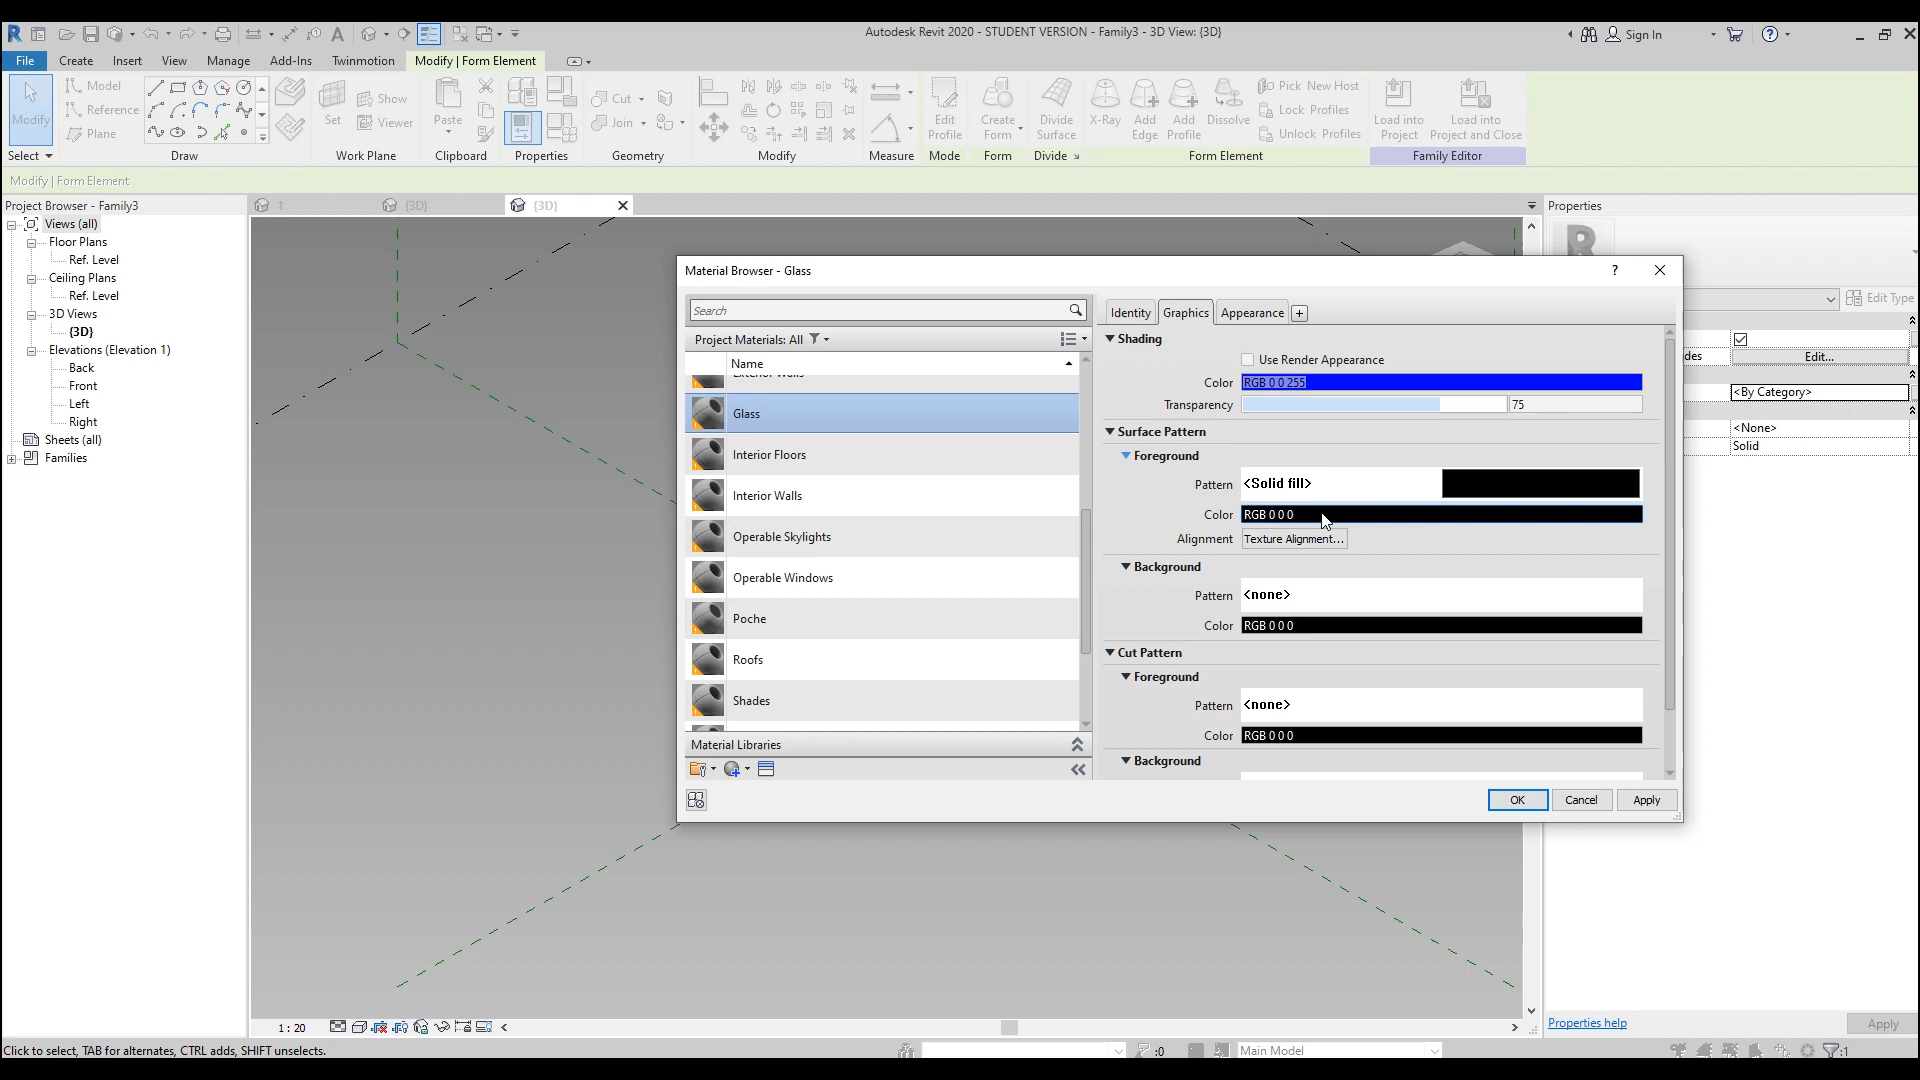 Autodesk Revit 2020 - STUDENT VERSION - Family3 - 3D View: {3D}
Sign In
File Create Insert View Manage Add-Ins Twinmotion Modify | Form Element
Modify
Select
Model
Reference
Plane
Draw
Set
Show
Viewer
Work Plane
Paste
Clipboard
Properties
Cut
Join
Geometry
Modify
Measure
Edit Profile
Mode
Create Form
Form
Divide Surface
Divide
X-Ray
Add Edge
Add Profile
Dissolve
Pick New Host
Lock Profiles
Unlock Profiles
Form Element
Load into Project
Load into Project and Close
Family Editor
Modify | Form Element
Project Browser - Family3
1
{3D}
{3D}
Properties
Views (all)
Floor Plans
Ref. Level
Ceiling Plans
Ref. Level
3D Views
{3D}
Elevations (Elevation 1)
Back
Front
Left
Right
Sheets (all)
Families
Material Browser - Glass
Search
Project Materials: All
Name
Glass
Interior Floors
Interior Walls
Operable Skylights
Operable Windows
Poche
Roofs
Shades
Material Libraries
Identity Graphics Appearance
Shading
Use Render Appearance
Color RGB 0 0 255
Transparency 75
Surface Pattern
Foreground
Pattern <Solid fill>
Color RGB 0 0 0
Alignment Texture Alignment...
Background
Pattern <none>
Color RGB 0 0 0
Cut Pattern
Foreground
Pattern <none>
Color RGB 0 0 0
Background
OK Cancel Apply
Edit Type
des Edit...
<By Category>
<None>
Solid
Properties help
Apply
1 : 20
Click to select, TAB for alternates, CTRL adds, SHIFT unselects.
:0
Main Model
:1